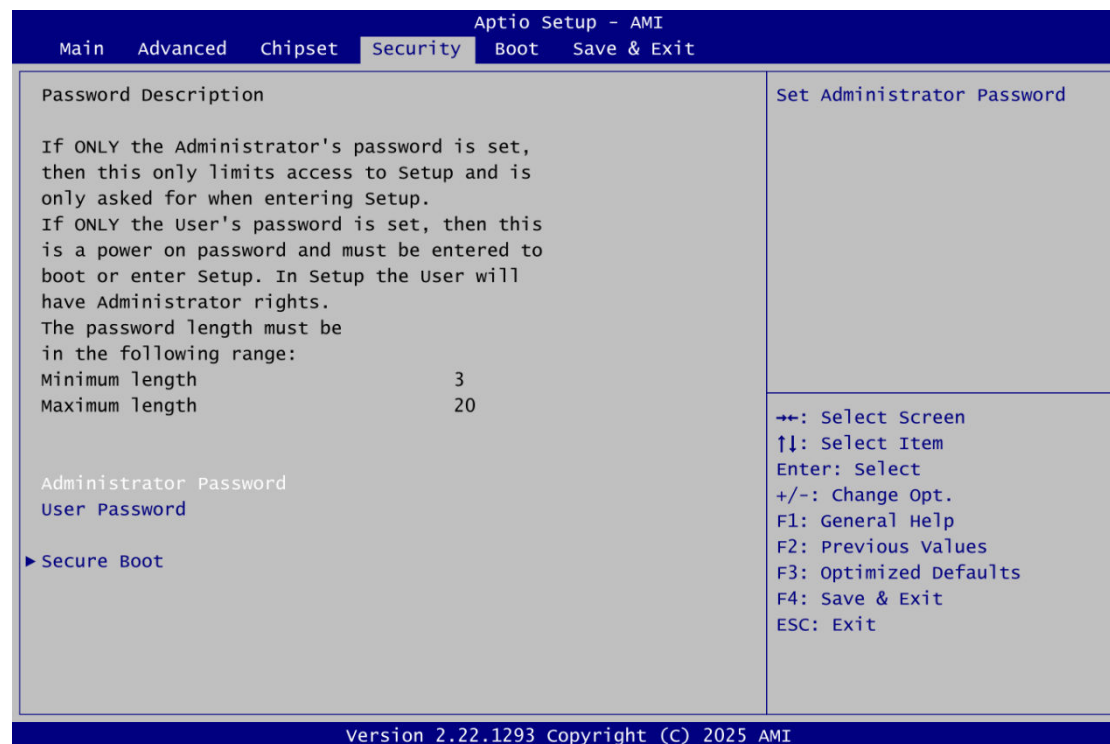 Aptio Setup - AMI
Main Advanced Chipset Security Boot Save & Exit
Password Description
If ONLY the Administrator's password is set,
then this only limits access to Setup and is
only asked for when entering Setup.
If ONLY the User's password is set, then this
is a power on password and must be entered to
boot or enter Setup. In Setup the User will
have Administrator rights.
The password length must be
in the following range:
Minimum length 3
Maximum length 20
Administrator Password
User Password
►Secure Boot
Set Administrator Password
→←: Select Screen
↑↓: Select Item
Enter: Select
+/-: Change Opt.
F1: General Help
F2: Previous Values
F3: Optimized Defaults
F4: Save & Exit
ESC: Exit
Version 2.22.1293 Copyright (C) 2025 AMI